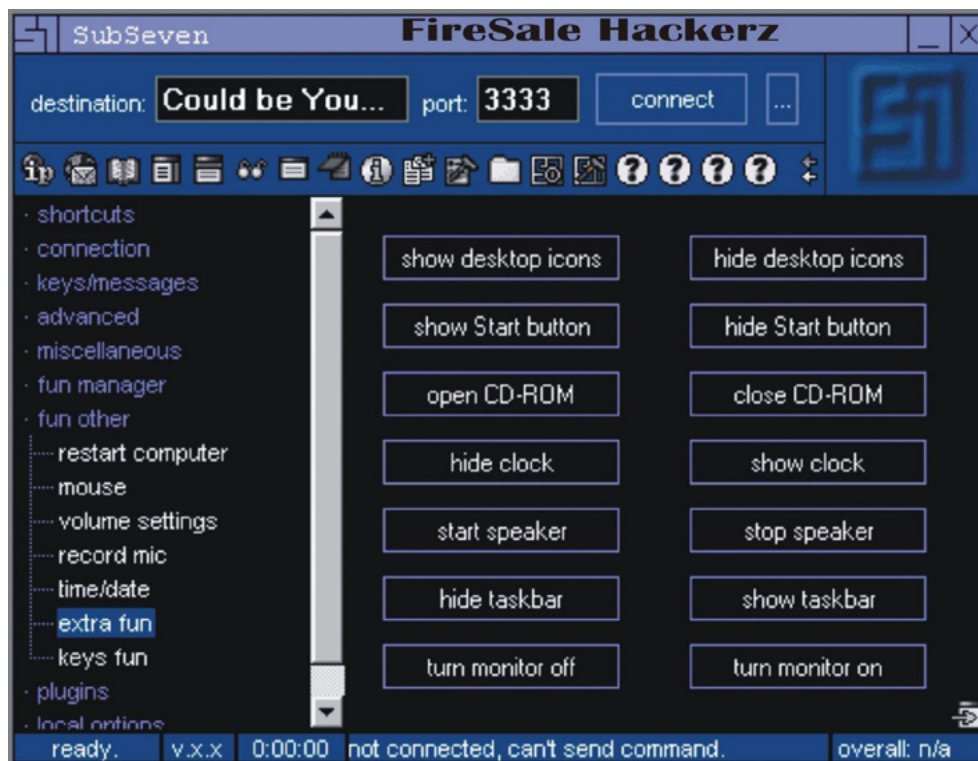 SubSeven FireSale Hackerz
destination: Could be You... port: 3333 connect ...
ip i ? ? ? ?
· shortcuts
· connection
· keys/messages
· advanced
· miscellaneous
· fun manager
· fun other
restart computer
mouse
volume settings
record mic
time/date
extra fun
keys fun
· plugins
· local options
show desktop icons hide desktop icons
show Start button hide Start button
open CD-ROM close CD-ROM
hide clock show clock
start speaker stop speaker
hide taskbar show taskbar
turn monitor off turn monitor on
ready. v.x.x 0:00:00 not connected, can't send command. overall: n/a